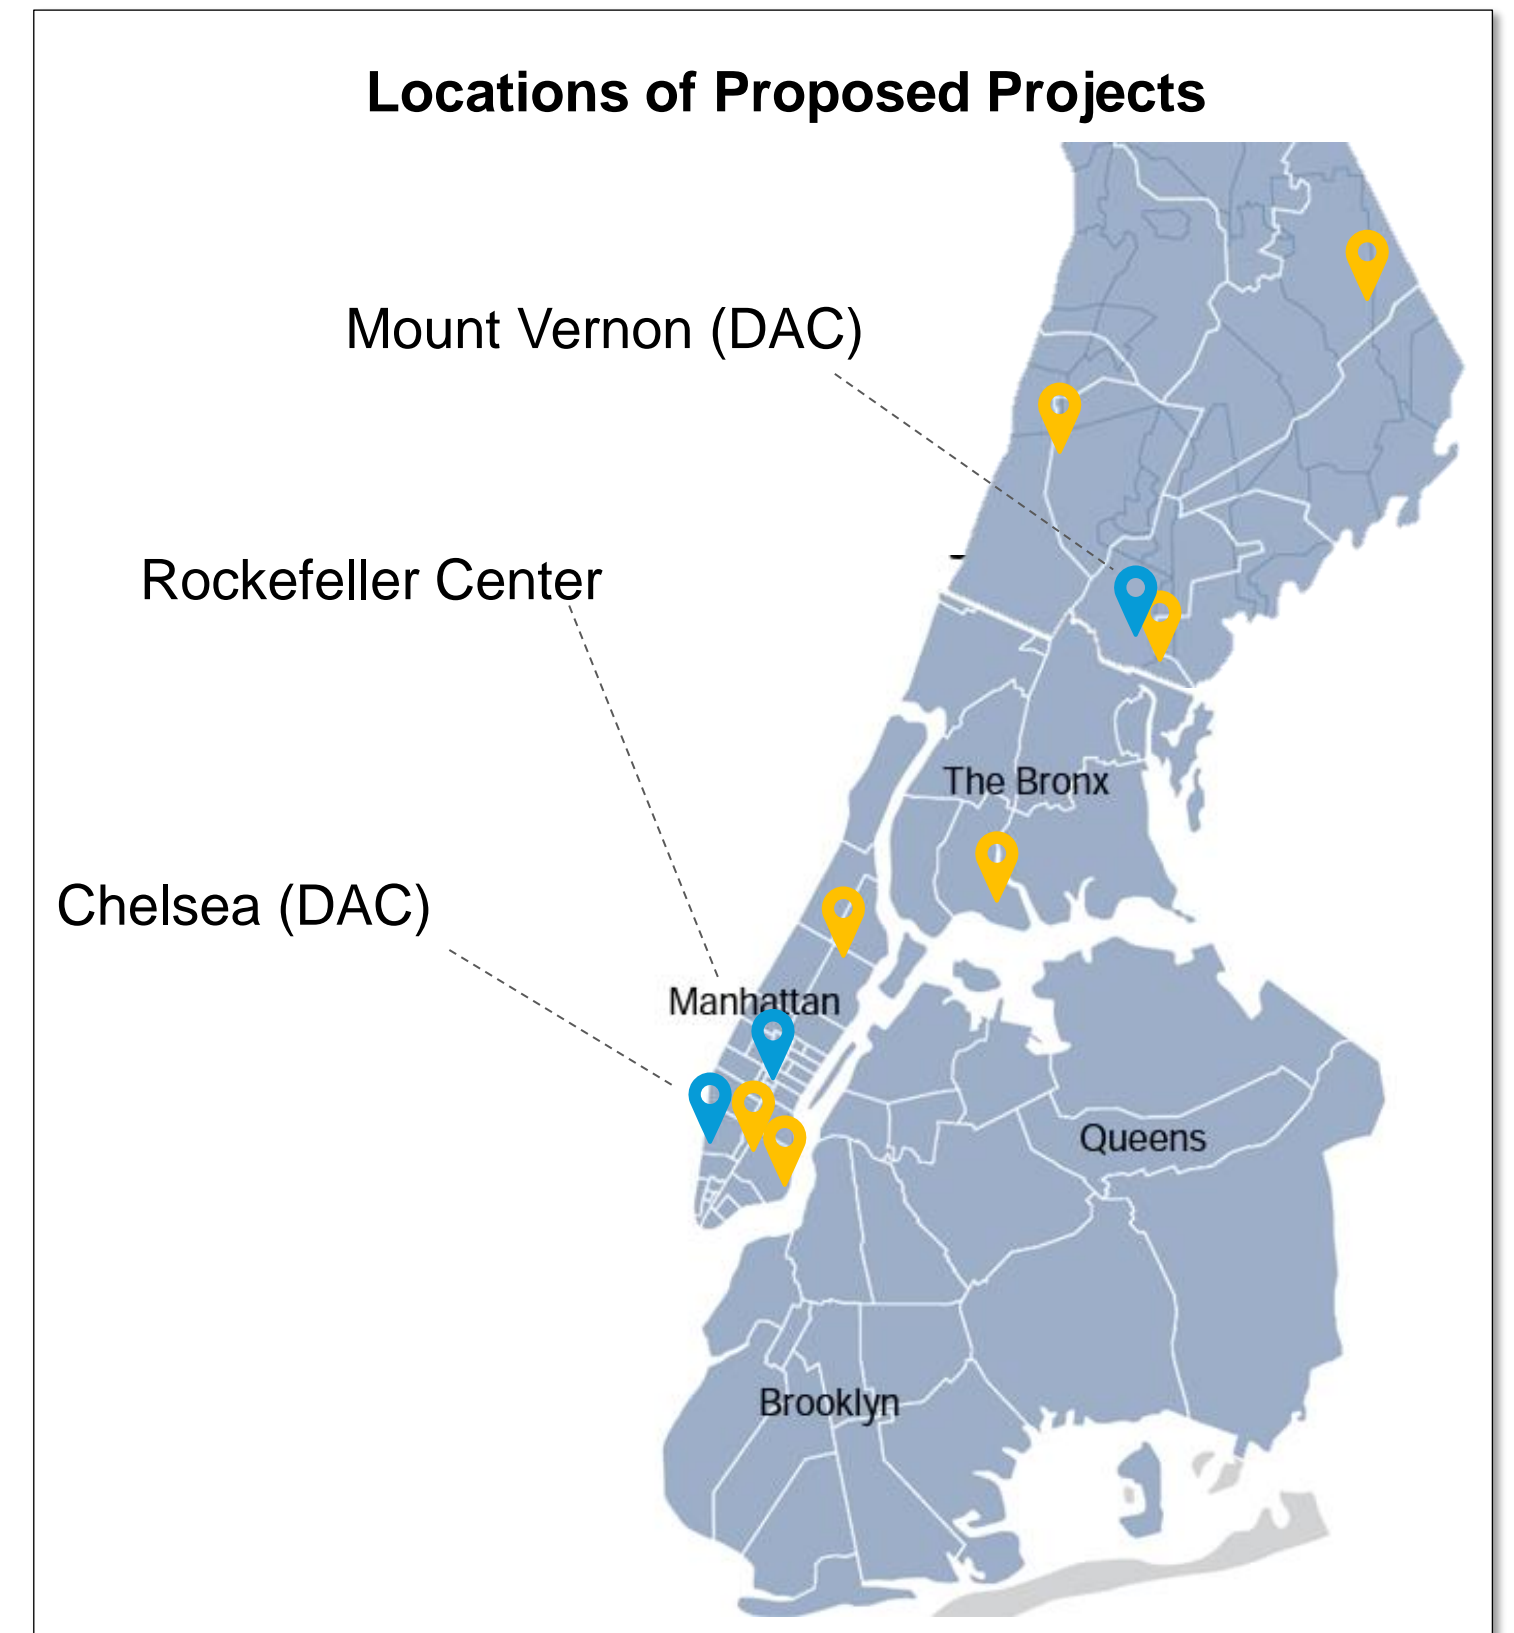 Locations of Proposed Projects
Mount Vernon (DAC)
Rockefeller Center
Chelsea (DAC)
The Bronx
Manhattan
Queens
Brooklyn